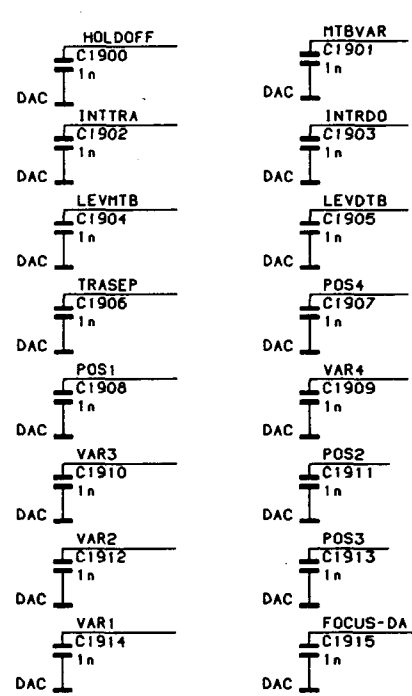 HOLDOFF
C1900
1n
DAC
MTBVAR
C1901
1n
DAC
INTTRA
C1902
1n
DAC
INTRDO
C1903
1n
DAC
LEVMTB
C1904
1n
DAC
LEVDTB
C1905
1n
DAC
TRASEP
C1906
1n
DAC
POS4
C1907
1n
DAC
POS1
C1908
1n
DAC
VAR4
C1909
1n
DAC
VAR3
C1910
1n
DAC
POS2
C1911
1n
DAC
VAR2
C1912
1n
DAC
POS3
C1913
1n
DAC
VAR1
C1914
1n
DAC
FOCUS-DA
C1915
1n
DAC